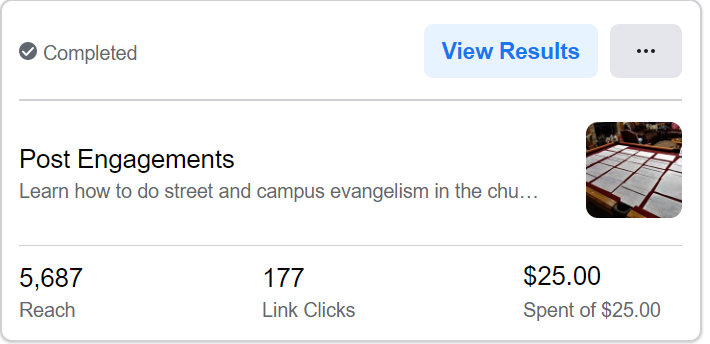 Completed
View Results
...
Post Engagements
Learn how to do street and campus evangelism in the chu...
5,687
177
$25.00
Reach
Link Clicks
Spent of $25.00